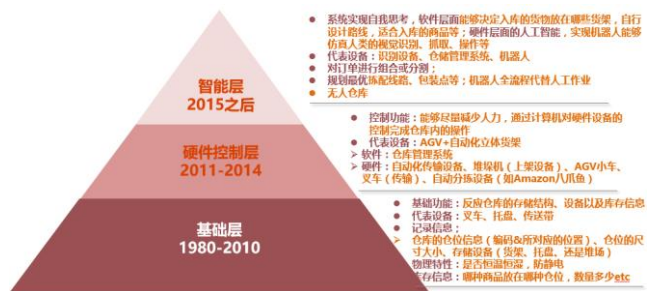 系统实现自我思考，软件层面能够决定入库的货物放在哪些货架，自行
设计路线，适合入库的商品等；硬件层面的人工智能，实现机器人能够
仿真人类的视觉识别、抓取、操作等
代表设备：识别设备、仓储管理系统、机器人
对订单进行组合或分割；
规划最优拣配线路、包装点等；机器人全流程代替人工作业
无人仓库
智能层
2015之后
控制功能：能够尽量减少人力，通过计算机对硬件设备的
控制完成仓库内的操作
代表设备：AGV+自动化立体货架
软件：仓库管理系统
硬件：自动化传输设备、堆垛机（上架设备）、AGV小车、
叉车（传输）、自动分拣设备（如Amazon八爪鱼）
硬件控制层
2011-2014
基础功能：反应仓库的存储结构、设备以及库存信息
代表设备：叉车、托盘、传送带
记录信息；
仓库的仓位信息（编码&所对应的位置）、仓位的尺
寸大小、存储设备（货架、托盘、还是堆场）
物理特性：是否恒温恒湿，防静电
库存信息：哪种商品放在哪种仓位，数量多少etc
基础层
1980-2010